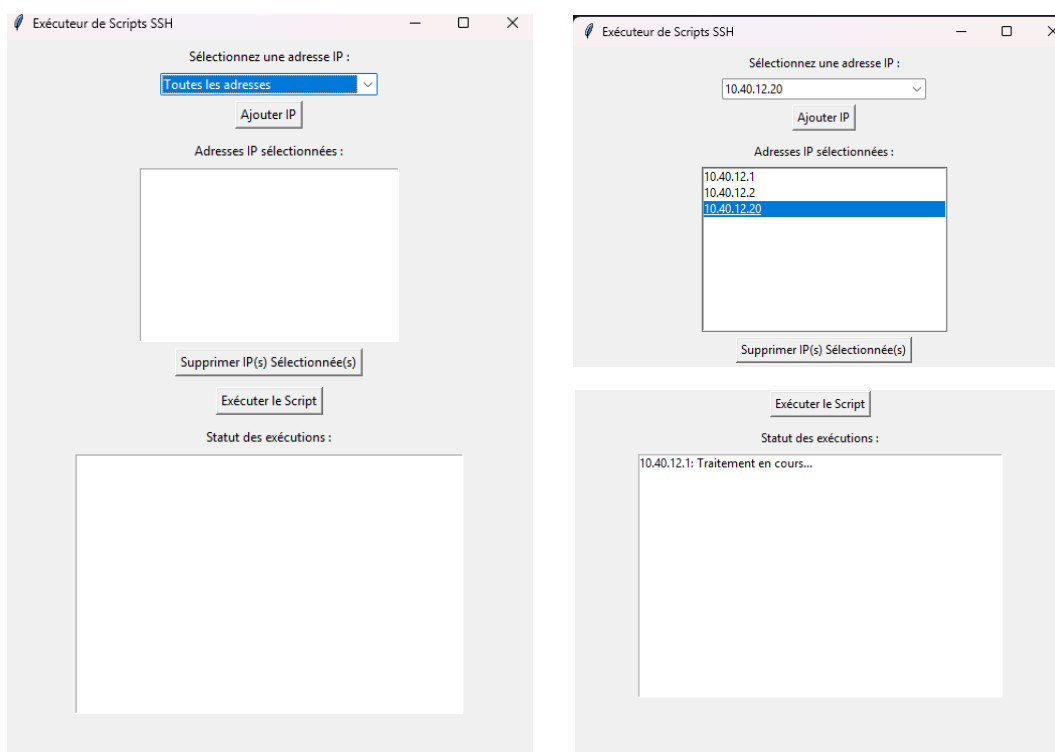 Exécuteur de Scripts SSH
Sélectionnez une adresse IP :
Toutes les adresses
Ajouter IP
Adresses IP sélectionnées :
Supprimer IP(s) Sélectionnée(s)
Exécuter le Script
Statut des exécutions :
Exécuteur de Scripts SSH
Sélectionnez une adresse IP :
10.40.12.20
Ajouter IP
Adresses IP sélectionnées :
10.40.12.1
10.40.12.2
10.40.12.20
Supprimer IP(s) Sélectionnée(s)
Exécuter le Script
Statut des exécutions :
10.40.12.1: Traitement en cours...